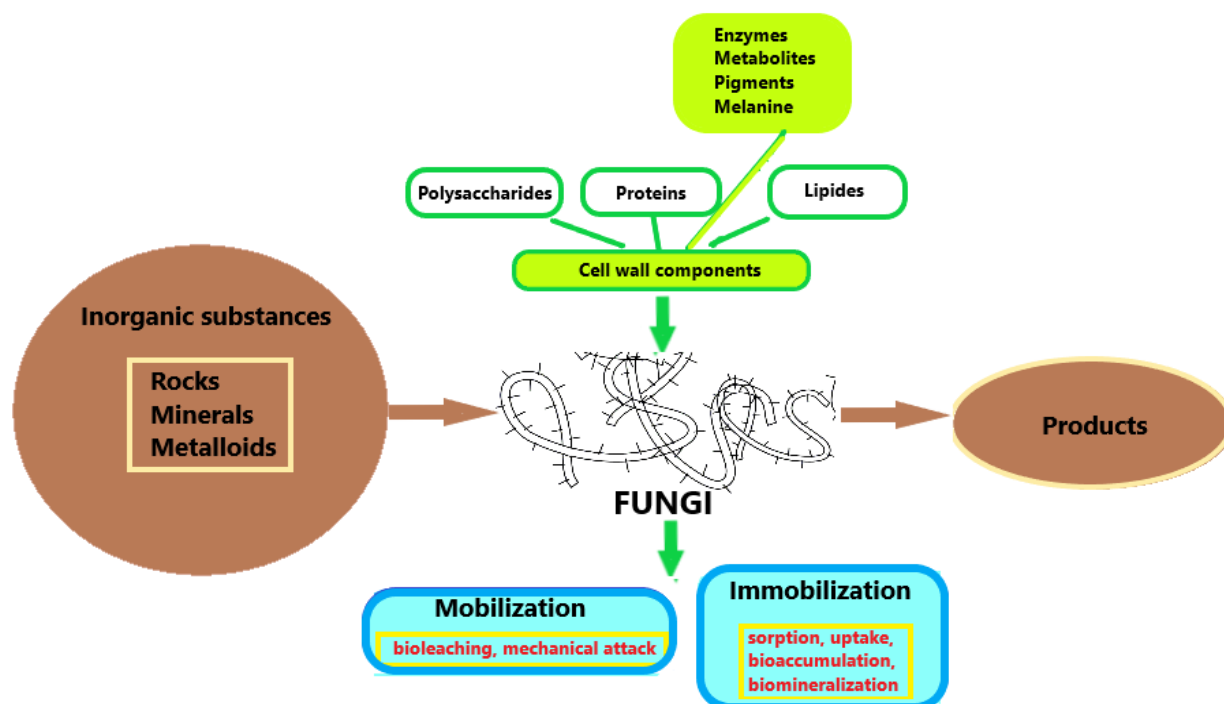 Enzymes
Metabolites
Pigments
Melanine
Polysaccharides
Proteins
Lipides
Cell wall components
Inorganic substances
Rocks
Minerals
Metalloids
Products
FUNGI
Mobilization
bioleaching, mechanical attack
Immobilization
sorption, uptake,
bioaccumulation,
biomineralization